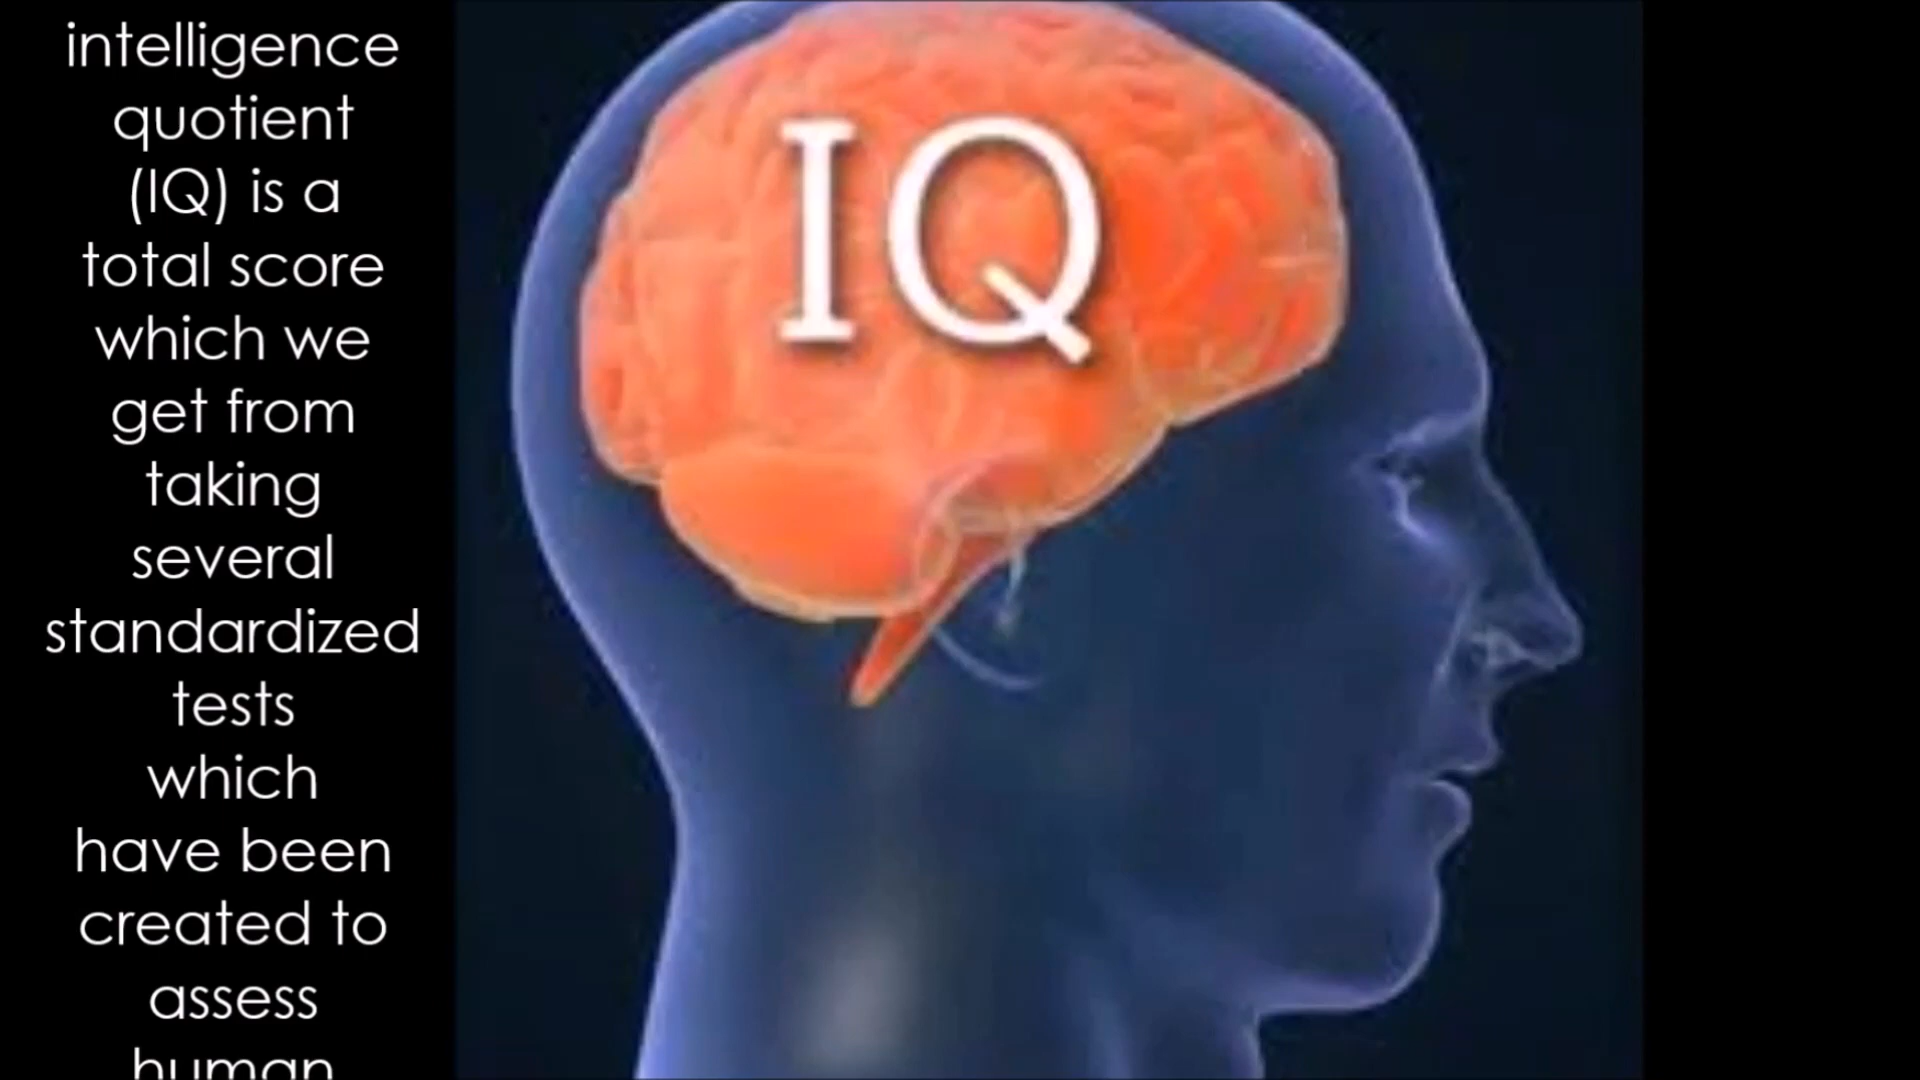 intelligence
quotient
(IQ) is a
total score
which we
get from
taking
several
standardized
tests
which
have been
created to
assess
human
IQ